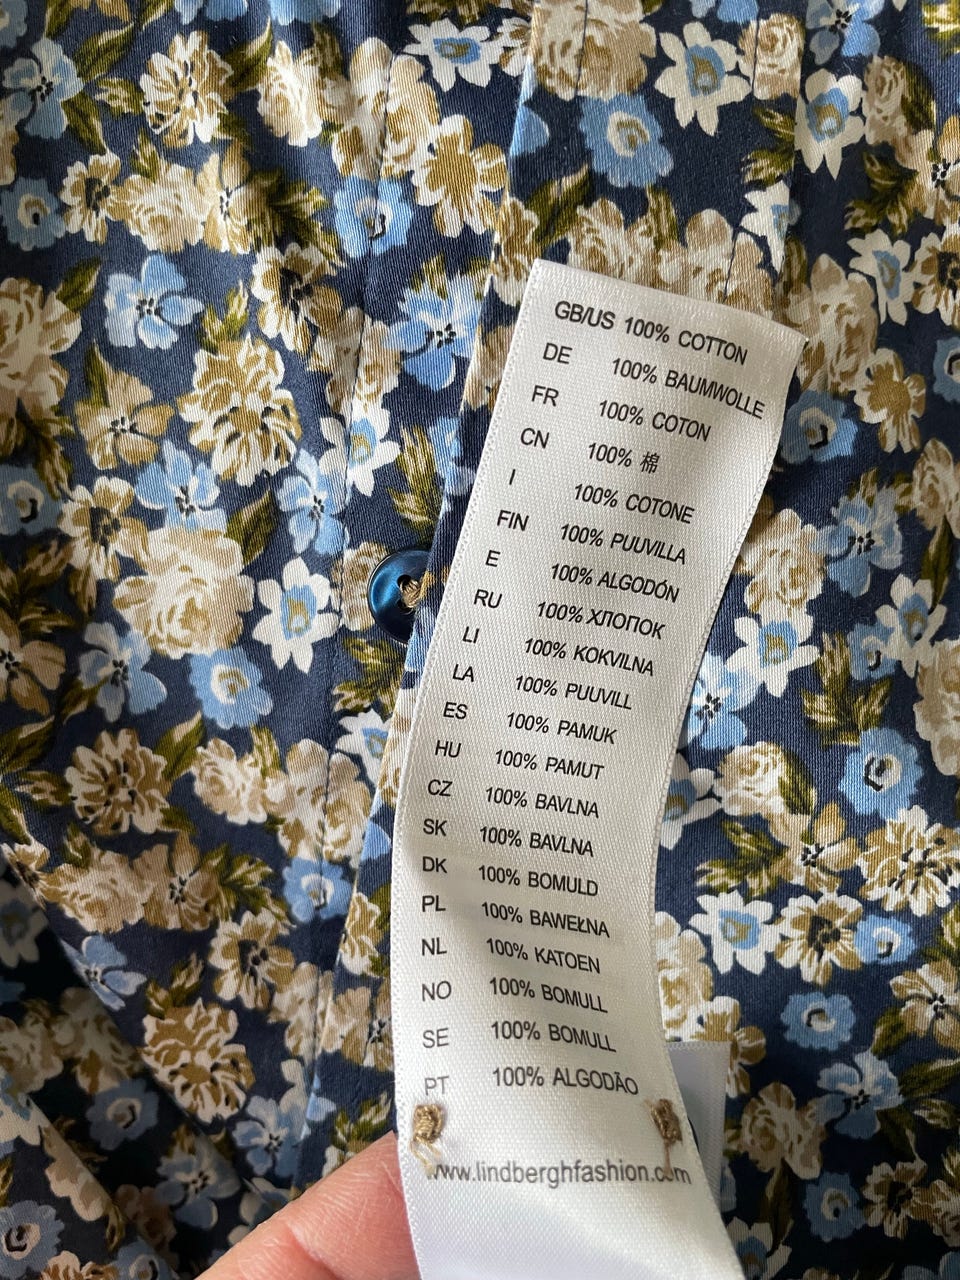 GB/US 100% COTTON
DE 100% BAUMWOLLE
FR 100% COTON
CN 100% 棉
I 100% COTONE
FIN 100% PUUVILLA
E 100% ALGODÓN
RU 100% ХЛОПОК
LI 100% KOKVILNA
LA 100% PUUVILL
ES 100% PAMUK
HU 100% PAMUT
CZ 100% BAVLNA
SK 100% BAVLNA
DK 100% BOMULD
PL 100% BAWEŁNA
NL 100% KATOEN
NO 100% BOMULL
SE 100% BOMULL
PT 100% ALGODÃO
www.lindberghfashion.com